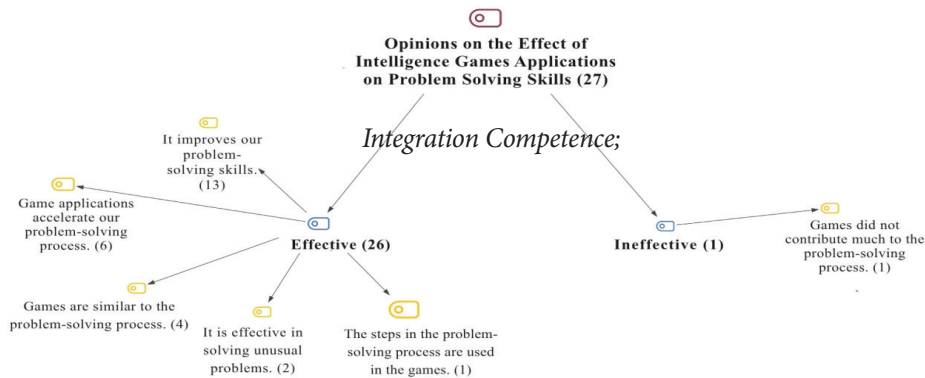 Opinions on the Effect of
Intelligence Games Applications
on Problem Solving Skills (27)
Integration Competence;
It improves our
problem-
solving skills.
(13)
Game applications
accelerate our
problem-solving
process. (6)
Effective (26)
Ineffective (1)
Games did not
contribute much to the
problem-solving
process. (1)
Games are similar to the
problem-solving process. (4)
It is effective in
solving unusual
problems. (2)
The steps in the problem-
solving process are used
in the games. (1)